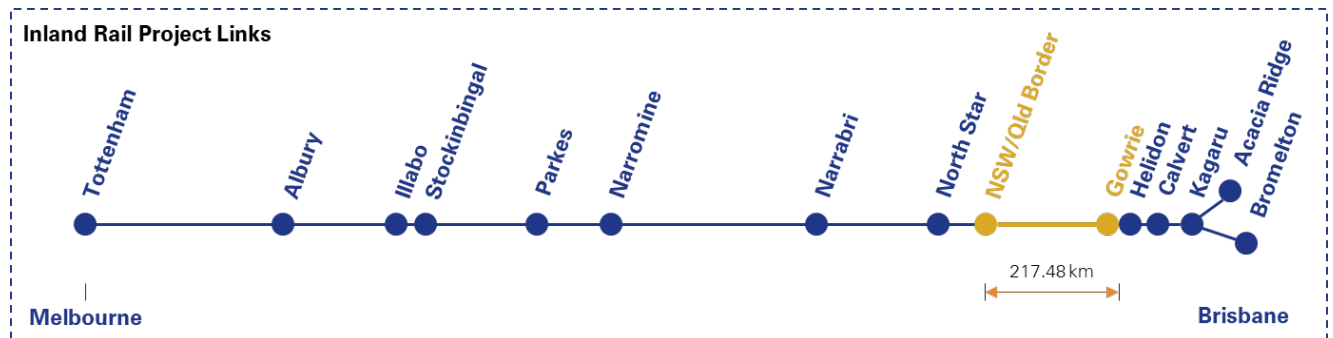 Inland Rail Project Links
Tottenham
Albury
Illabo
Stockinbingal
Parkes
Narromine
Narrabri
North Star
NSW/Qld Border
Gowrie
Helidon
Calvert
Kagaru
Acacia Ridge
Bromelton
217.48 km
Melbourne
Brisbane